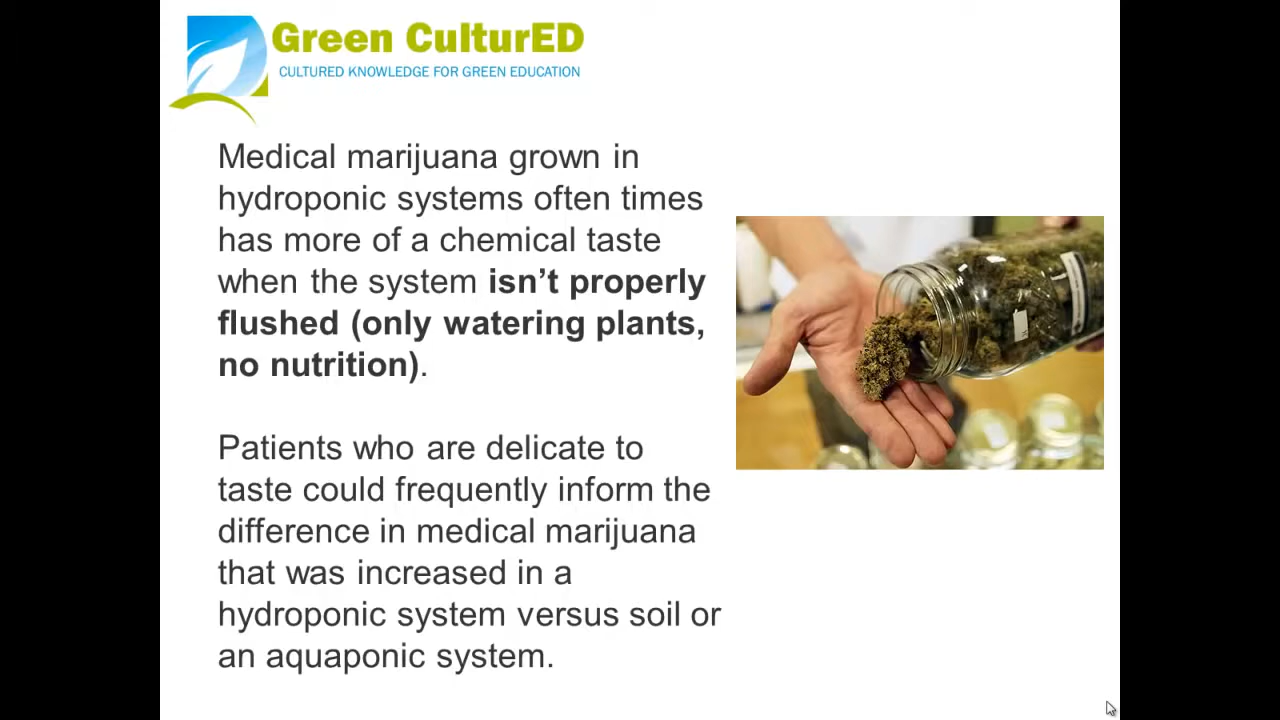 Green CulturED
CULTURED KNOWLEDGE FOR GREEN EDUCATION
Medical marijuana grown in
hydroponic systems often times
has more of a chemical taste
when the system isn’t properly
flushed (only watering plants,
no nutrition).
Patients who are delicate to
taste could frequently inform the
difference in medical marijuana
that was increased in a
hydroponic system versus soil or
an aquaponic system.